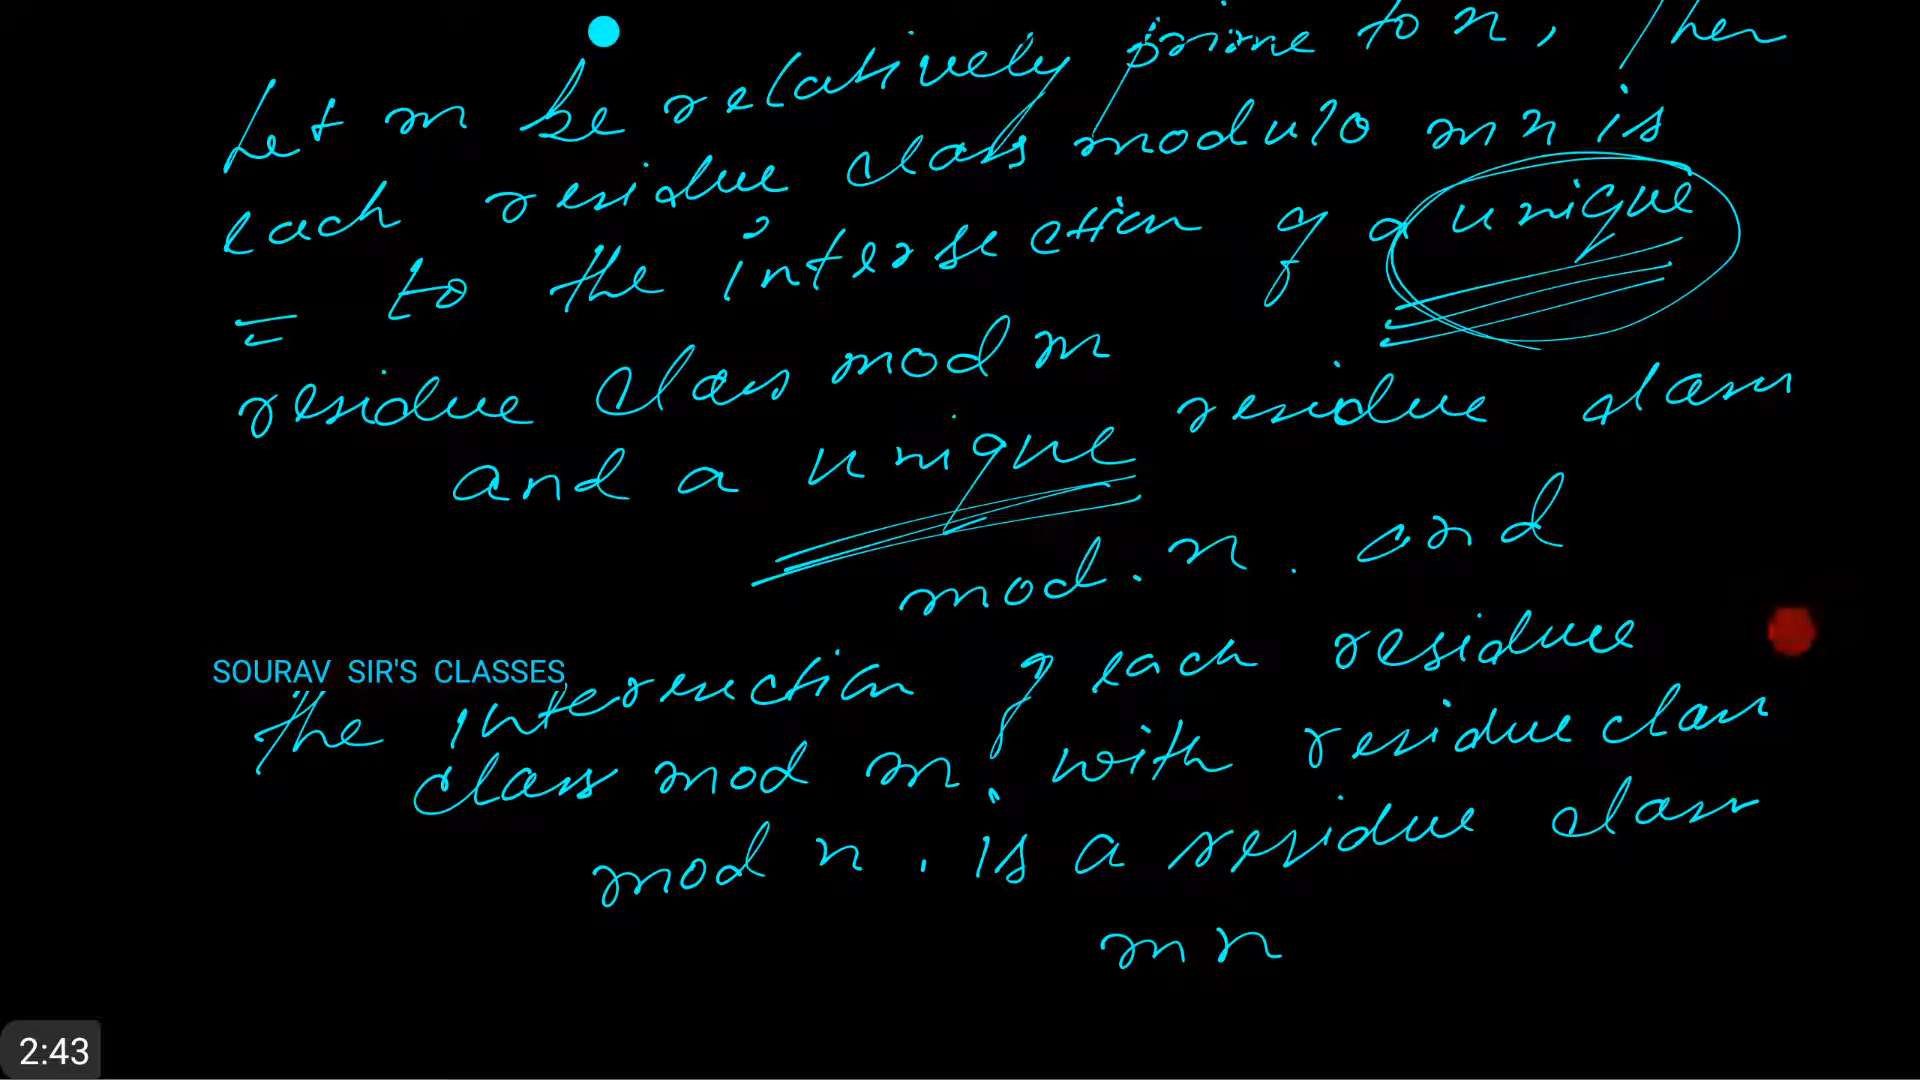 Let m be relatively prime to n, Then
each residue class modulo mn is
= to the intersection of a unique
residue class mod m
and a unique residue class
mod. n. and
SOURAV SIR'S CLASSES
the intersection of each residue
class mod m. with residue class
mod n. is a residue class
mn
2:43